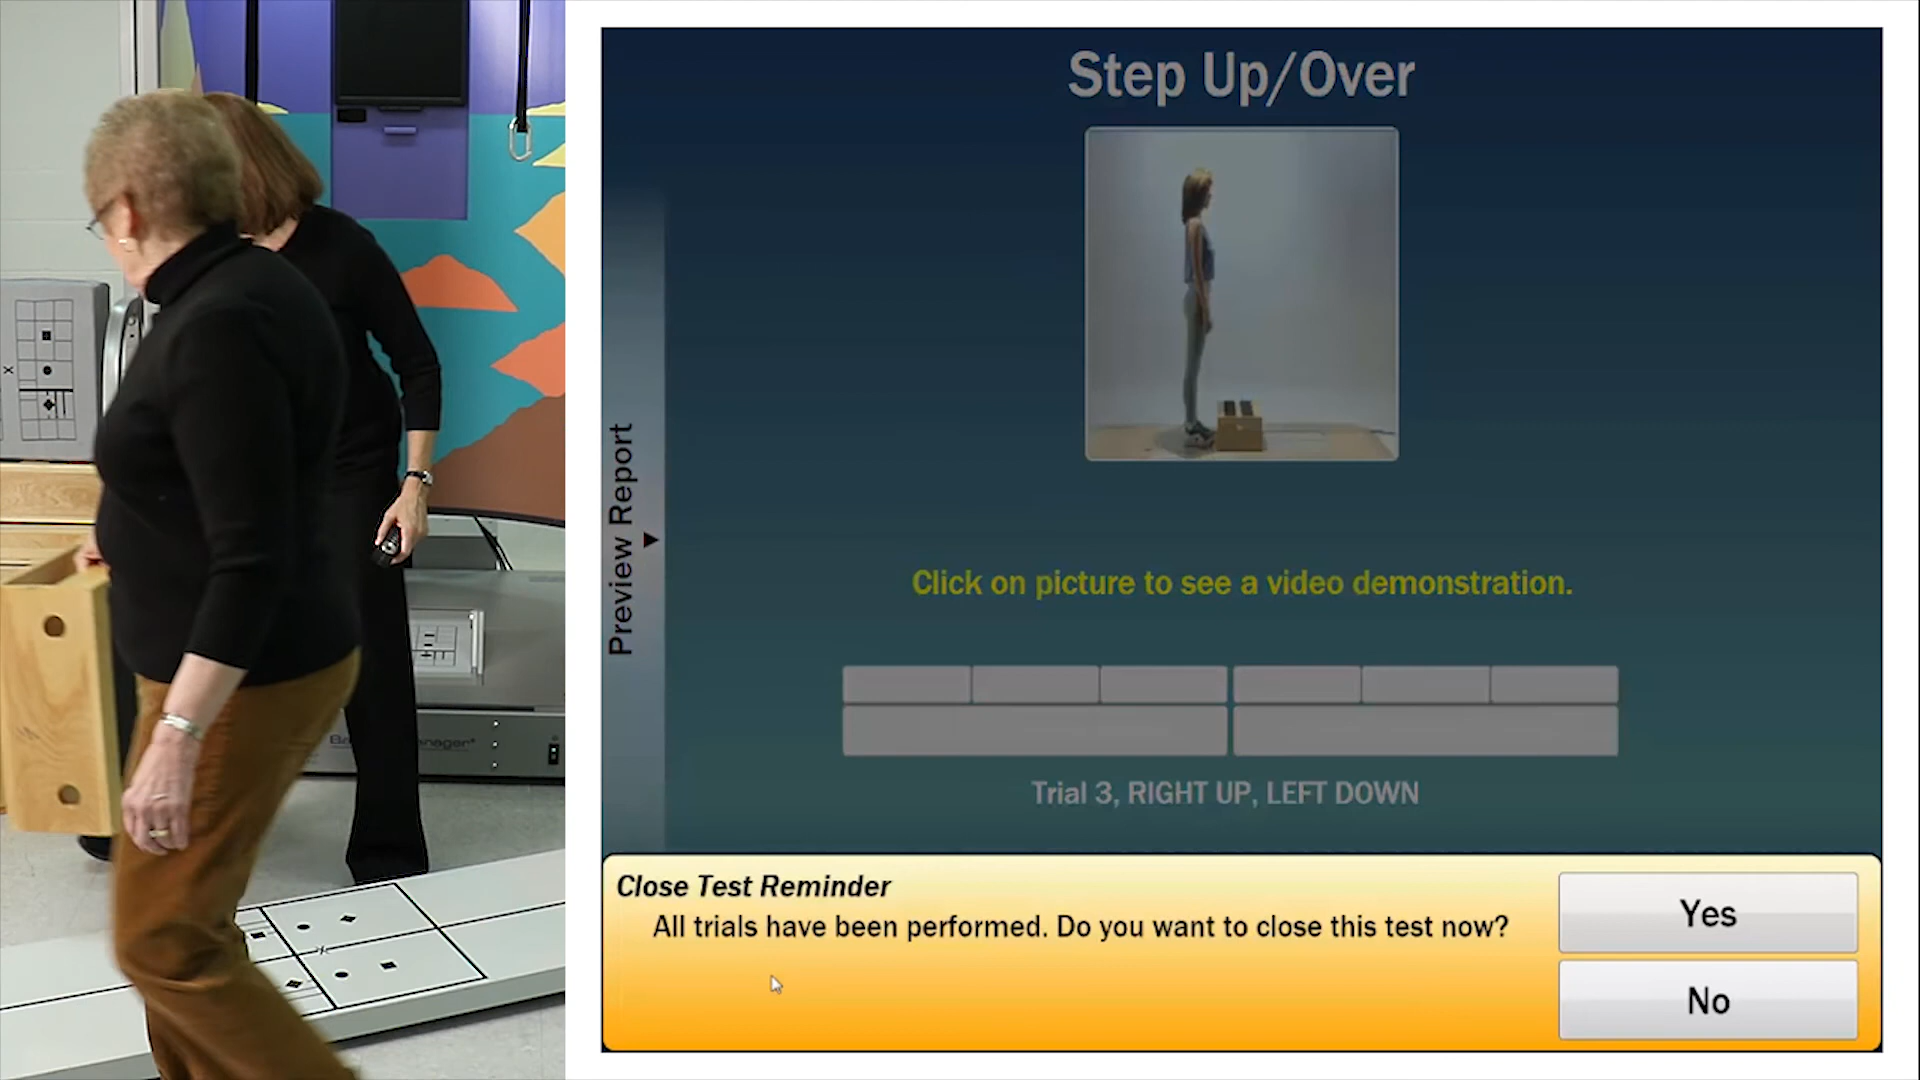 Step Up/Over
Preview Report
Click on picture to see a video demonstration.
Trial 3, RIGHT UP, LEFT DOWN
Close Test Reminder
All trials have been performed. Do you want to close this test now?
Yes
No
X
X